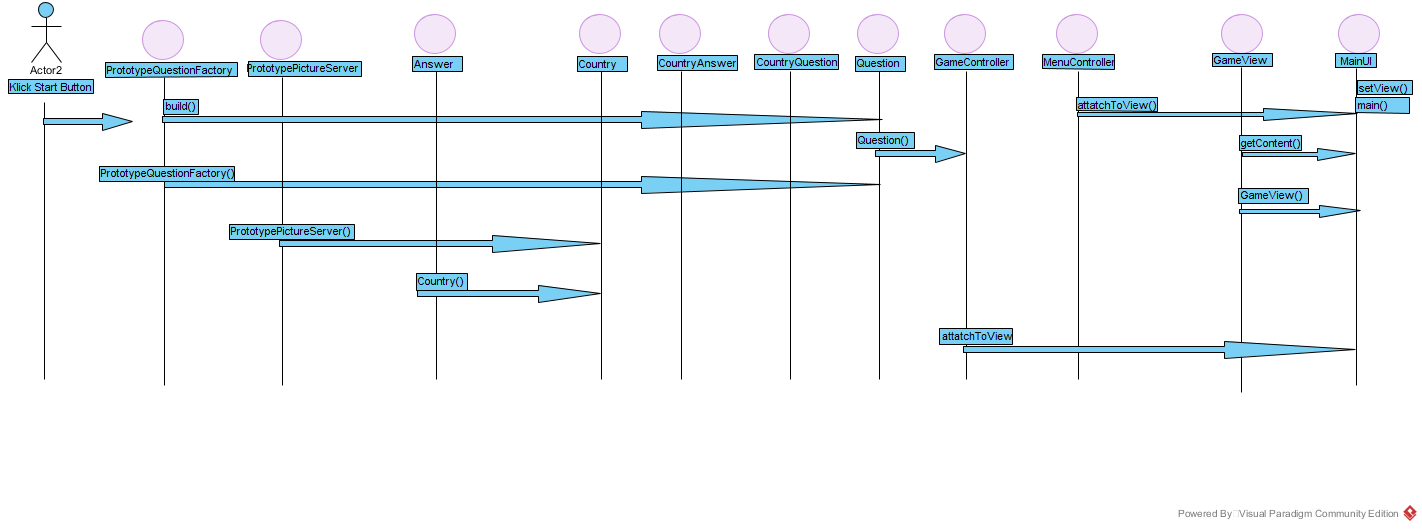 Actor2
Klick Start Button
PrototypeQuestionFactory
PrototypePictureServer
Answer
Country
CountryAnswer
CountryQuestion
Question
GameController
MenuController
GameView
MainUI
setView()
build()
attatchToView()
main()
Question()
getContent()
PrototypeQuestionFactory()
GameView()
PrototypePictureServer()
Country()
attatchToView
Powered By Visual Paradigm Community Edition